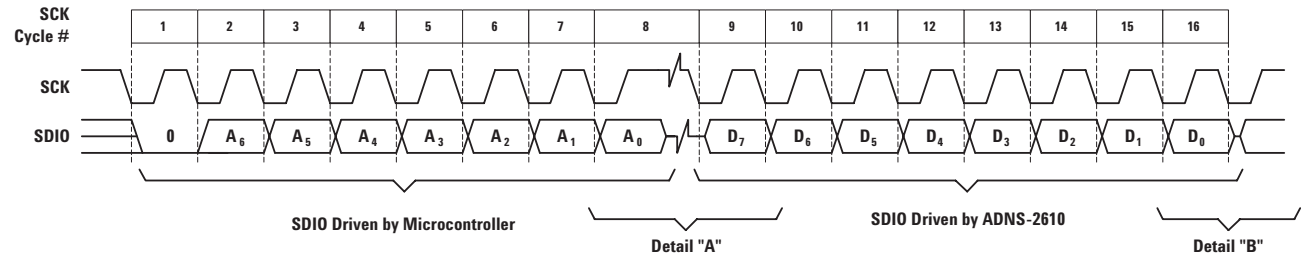 SCK
Cycle #
1 2 3 4 5 6 7 8 9 10 11 12 13 14 15 16
SCK
SDIO 0 A6 A5 A4 A3 A2 A1 A0 D7 D6 D5 D4 D3 D2 D1 D0
SDIO Driven by Microcontroller
SDIO Driven by ADNS-2610
Detail "A"
Detail "B"